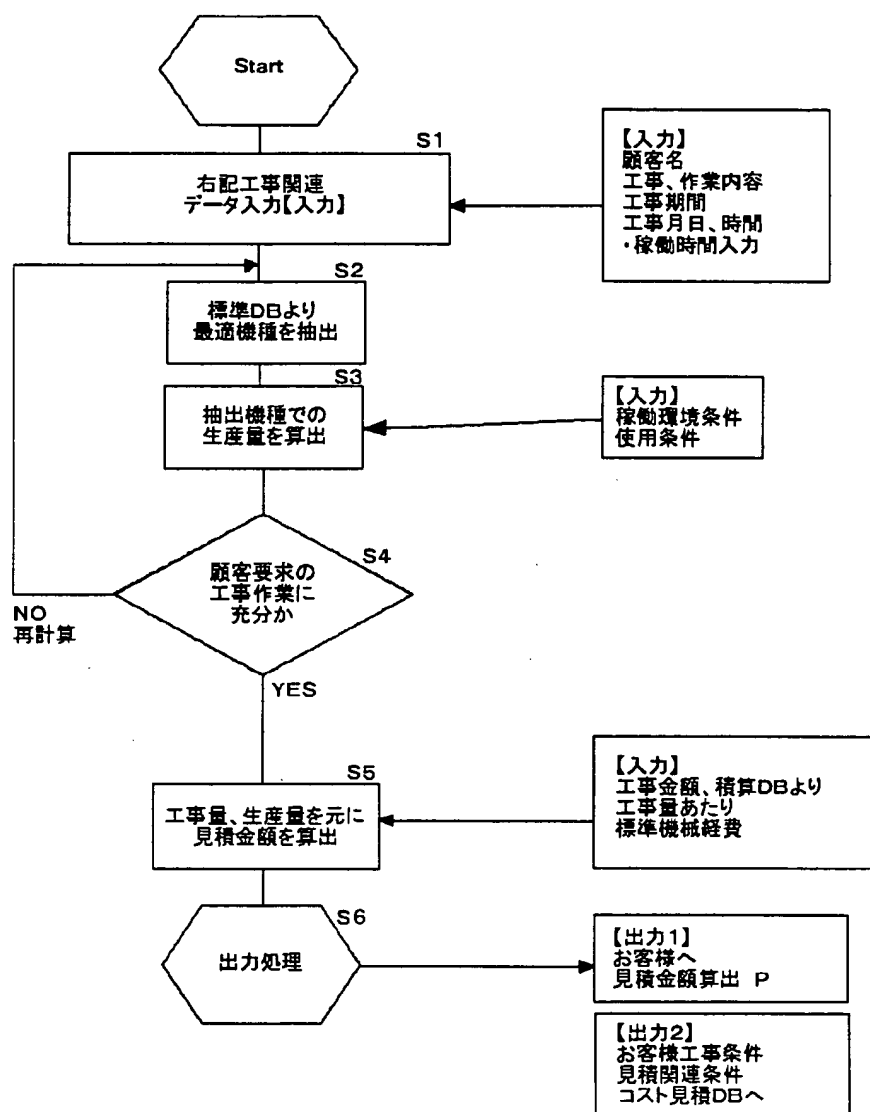 Start
S1
右記工事関連
データ入力【入力】
【入力】
顧客名
工事、作業内容
工事期間
工事月日、時間
・稼働時間入力
S2
標準DBより
最適機種を抽出
S3
抽出機種での
生産量を算出
【入力】
稼働環境条件
使用条件
S4
顧客要求の
工事作業に
充分か
NO
再計算
YES
S5
工事量、生産量を元に
見積金額を算出
【入力】
工事金額、積算DBより
工事量あたり
標準機械経費
S6
出力処理
【出力1】
お客様へ
見積金額算出 P
【出力2】
お客様工事条件
見積関連条件
コスト見積DBへ